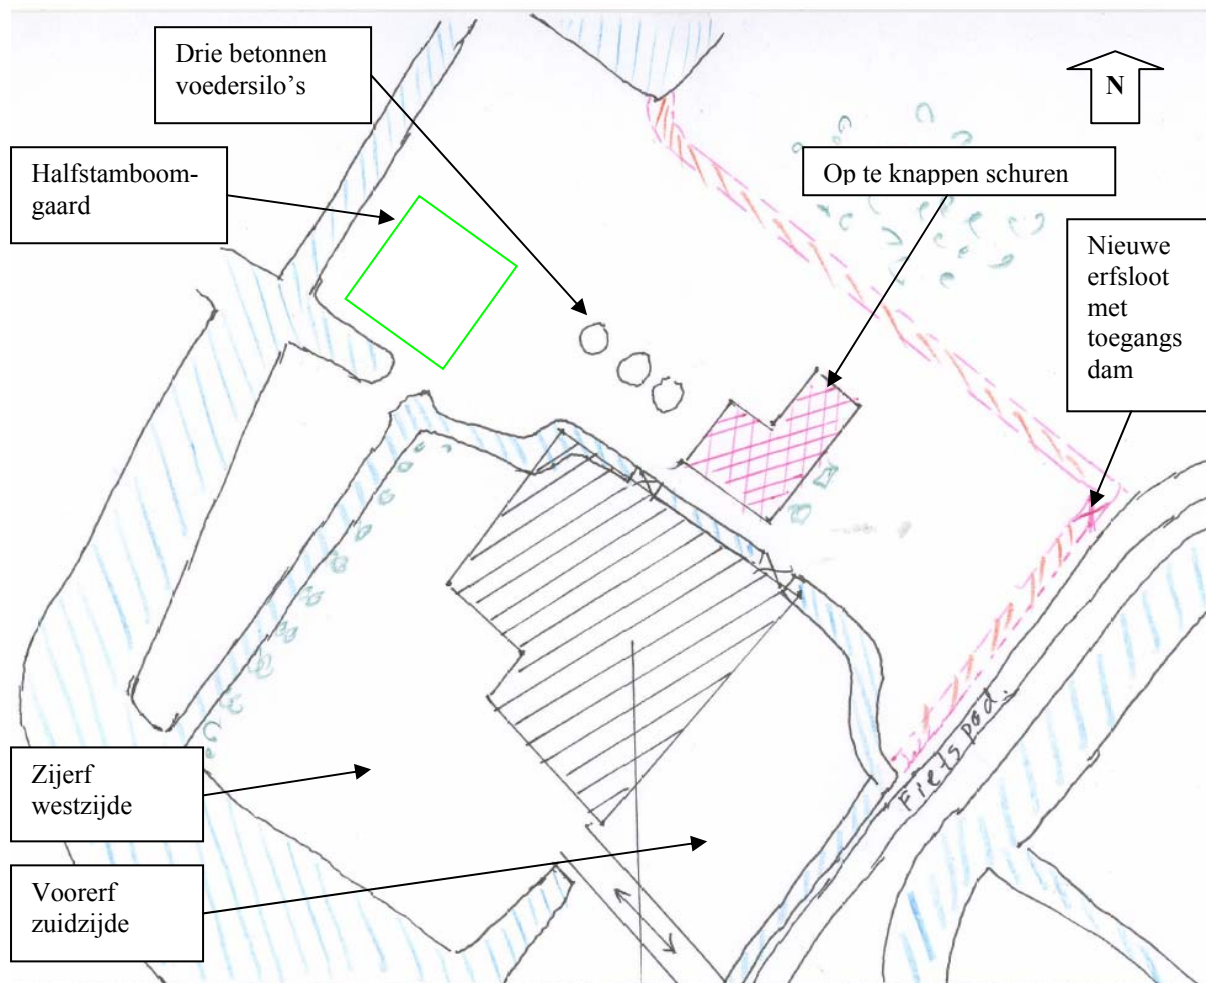 Drie betonnen
voedersilo's
N
Halfstamboom-
gaard
Op te knappen schuren
Nieuwe
erfsloot
met
toegangs
dam
Zijerf
westzijde
Voorerf
zuidzijde
Fietspad.